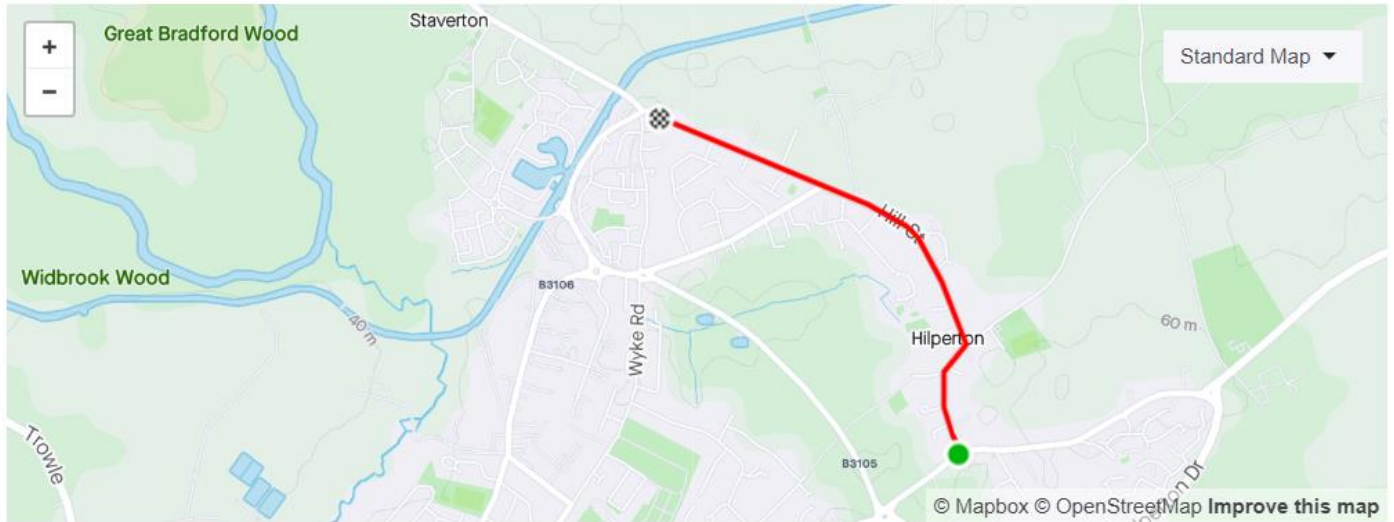 Staverton
Great Bradford Wood
+
−
Standard Map
Hill St
Widbrook Wood
B3106
40 m
Wyke Rd
60 m
Hilperton
Trowle
B3105
Dr
© Mapbox © OpenStreetMap Improve this map